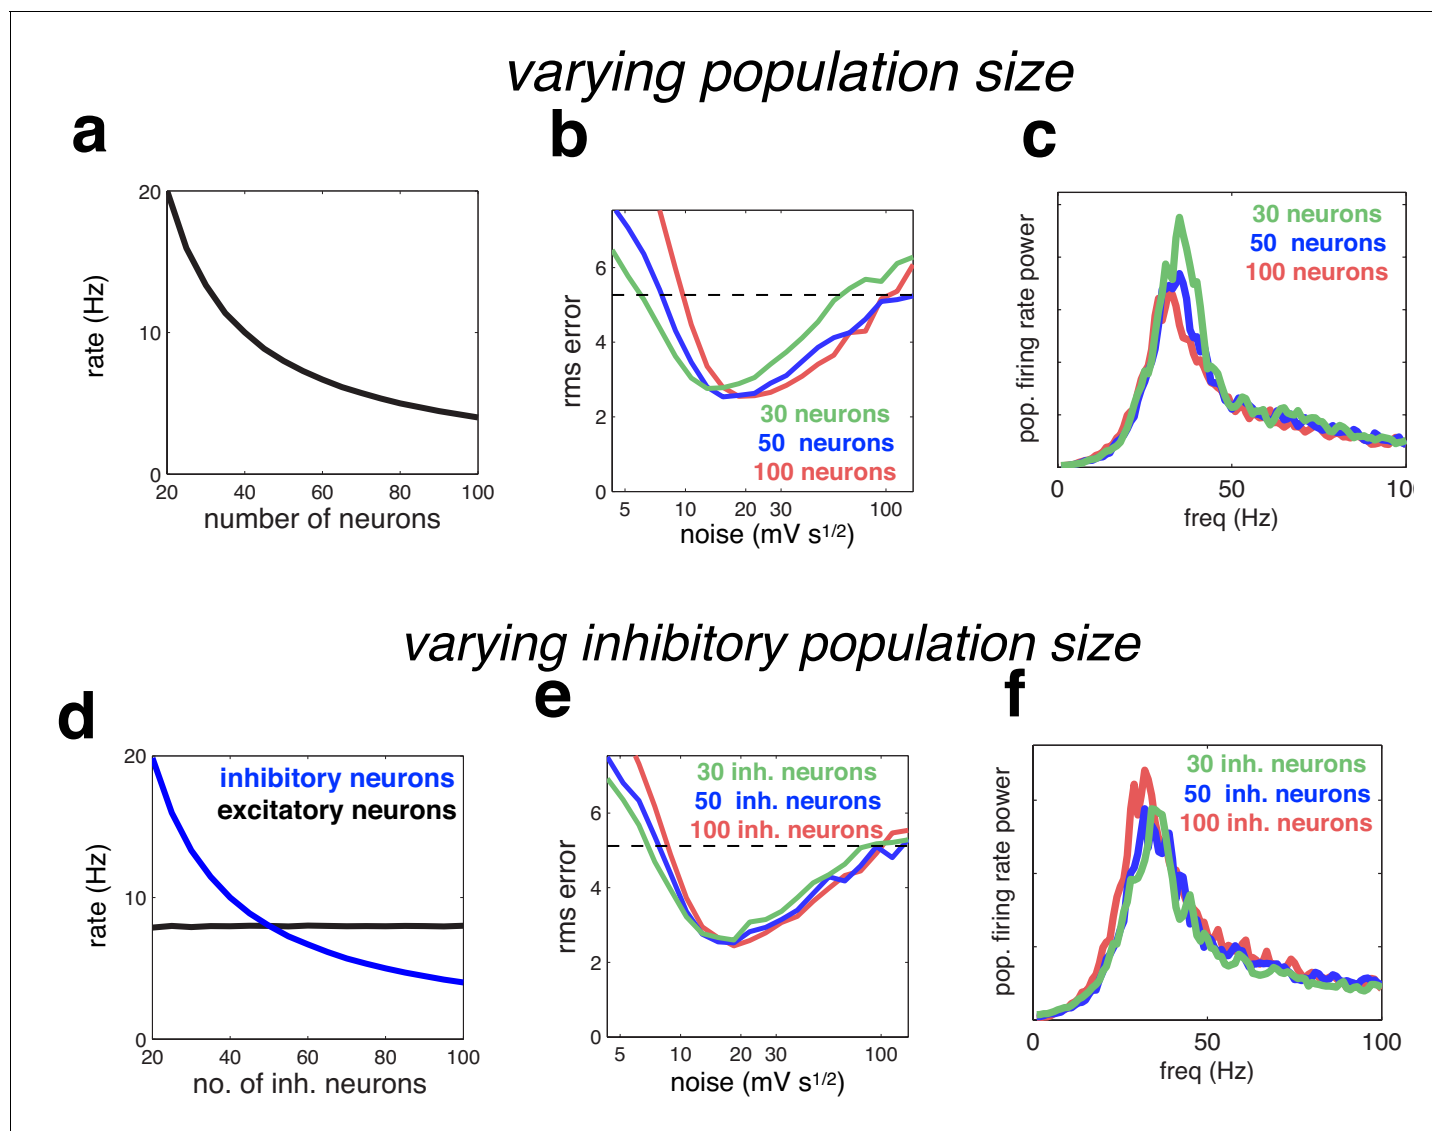 varying population size
a
b
c
20
10
0
rate (Hz)
20
40
60
80
100
number of neurons
6
4
2
0
rms error
30 neurons
50 neurons
100 neurons
5
10
20
30
100
noise (mV s1/2)
pop. firing rate power
30 neurons
50 neurons
100 neurons
0
50
10
freq (Hz)
varying inhibitory population size
d
e
f
20
10
0
rate (Hz)
inhibitory neurons
excitatory neurons
20
40
60
80
100
no. of inh. neurons
6
4
2
0
rms error
30 inh. neurons
50 inh. neurons
100 inh. neurons
5
10
20
30
100
noise (mV s1/2)
pop. firing rate power
30 inh. neurons
50 inh. neurons
100 inh. neurons
0
50
100
freq (Hz)